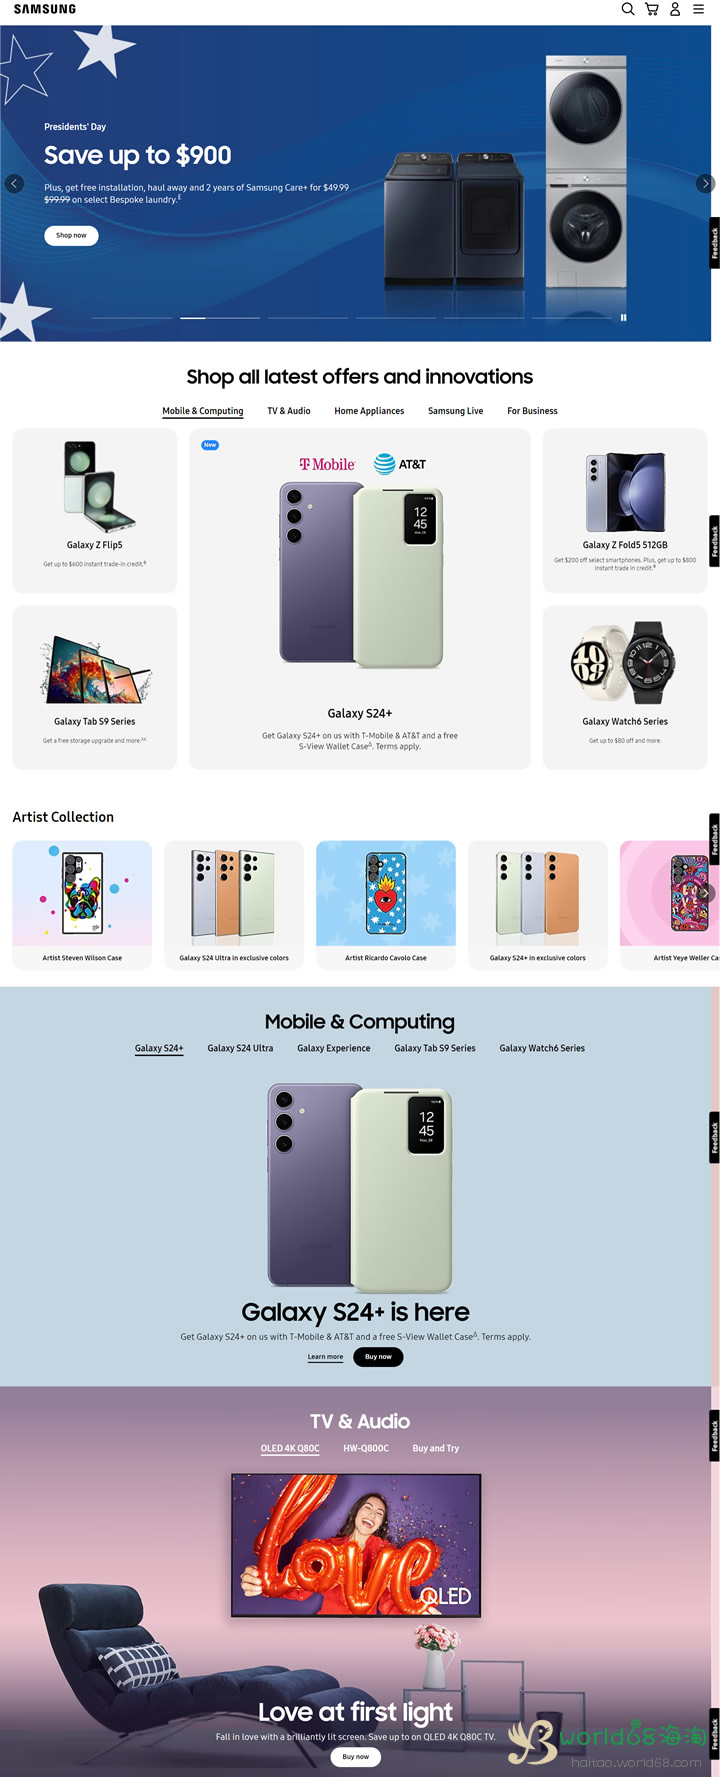 SAMSUNG
Presidents' Day
Save up to $900
Plus, get free installation, haul away and 2 years of Samsung Care+ for $49.99
$99.99 on select Bespoke laundry.
Shop now
Feedback
Shop all latest offers and innovations
Mobile & Computing
TV & Audio
Home Appliances
Samsung Live
For Business
Galaxy Z Flip5
Get up to $600 instant trade-in credit.
New
T Mobile
AT&T
12
45
Galaxy S24+
Get Galaxy S24+ on us with T-Mobile & AT&T and a free
S-View Wallet Case∆. Terms apply.
Galaxy Z Fold5 512GB
Get $200 off select smartphones. Plus, get up to $800
instant trade in credit.
Feedback
Galaxy Tab S9 Series
Get a free storage upgrade and more.
Galaxy Watch6 Series
Get up to $80 off and more.
Artist Collection
Feedback
Artist Steven Wilson Case
Galaxy S24 Ultra in exclusive colors
Artist Ricardo Cavolo Case
Galaxy S24+ in exclusive colors
Artist Yeye Weller Ca
Mobile & Computing
Galaxy S24+
Galaxy S24 Ultra
Galaxy Experience
Galaxy Tab S9 Series
Galaxy Watch6 Series
12
45
Feedback
Galaxy S24+ is here
Get Galaxy S24+ on us with T-Mobile & AT&T and a free S-View Wallet Case∆. Terms apply.
Learn more
Buy now
TV & Audio
Feedback
QLED 4K Q80C
HW-Q800C
Buy and Try
Love
QLED
Love at first light
Fall in love with a brilliantly lit screen. Save up to on QLED 4K Q80C TV.
Buy now
Feedback
world68海淘
haitao.world68.com